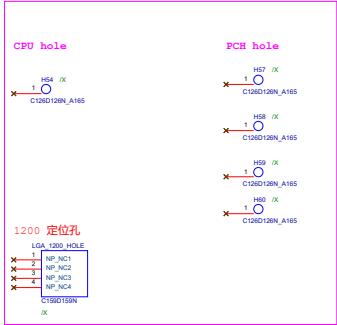 CPU hole
H54 /X
1
C126D126N_A165
PCH hole
H57 /X
1
C126D126N_A165
H58 /X
1
C126D126N_A165
H59 /X
1
C126D126N_A165
H60 /X
1
C126D126N_A165
1200 定位孔
LGA_1200_HOLE
1 NP_NC1
2 NP_NC2
3 NP_NC3
4 NP_NC4
C159D159N
/X